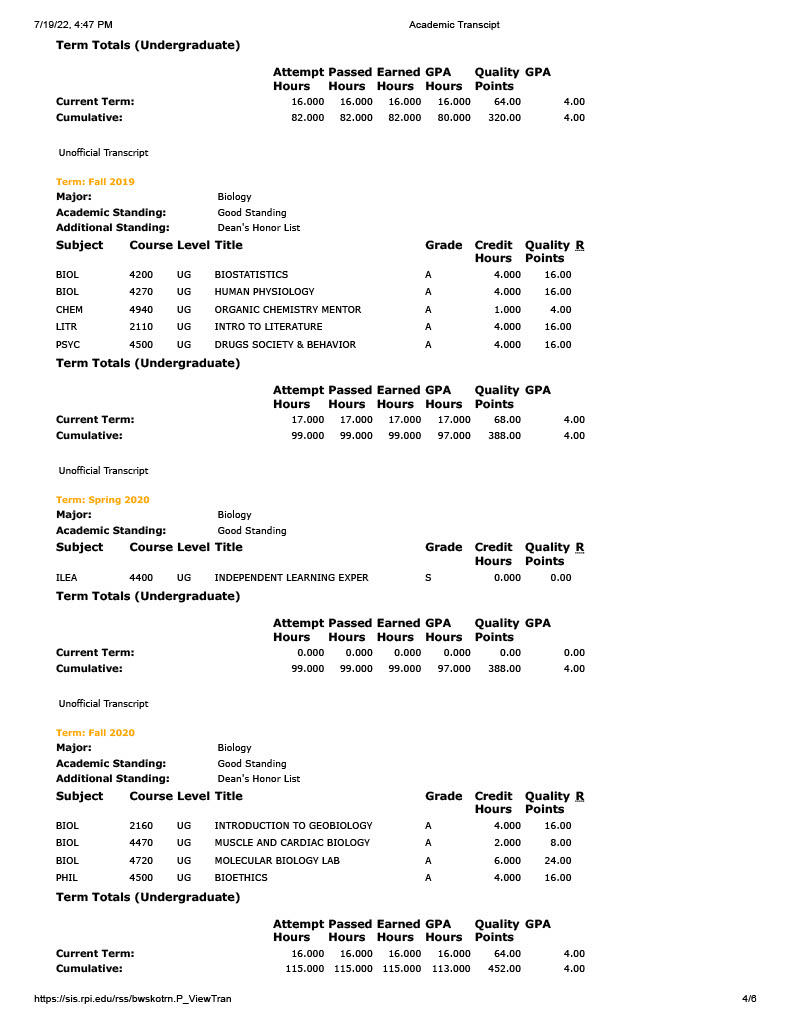 7/19/22, 4:47 PM Academic Transcipt
Term Totals (Undergraduate)
Attempt Passed Earned GPA Quality GPA
Hours Hours Hours Hours Points
Current Term: 16.000 16.000 16.000 16.000 64.00 4.00
Cumulative: 82.000 82.000 82.000 80.000 320.00 4.00
Unofficial Transcript
Term: Fall 2019
Major: Biology
Academic Standing: Good Standing
Additional Standing: Dean's Honor List
Subject Course Level Title Grade Credit Quality R
Hours Points
BIOL 4200 UG BIOSTATISTICS A 4.000 16.00
BIOL 4270 UG HUMAN PHYSIOLOGY A 4.000 16.00
CHEM 4940 UG ORGANIC CHEMISTRY MENTOR A 1.000 4.00
LITR 2110 UG INTRO TO LITERATURE A 4.000 16.00
PSYC 4500 UG DRUGS SOCIETY & BEHAVIOR A 4.000 16.00
Term Totals (Undergraduate)
Attempt Passed Earned GPA Quality GPA
Hours Hours Hours Hours Points
Current Term: 17.000 17.000 17.000 17.000 68.00 4.00
Cumulative: 99.000 99.000 99.000 97.000 388.00 4.00
Unofficial Transcript
Term: Spring 2020
Major: Biology
Academic Standing: Good Standing
Subject Course Level Title Grade Credit Quality R
Hours Points
ILEA 4400 UG INDEPENDENT LEARNING EXPER S 0.000 0.00
Term Totals (Undergraduate)
Attempt Passed Earned GPA Quality GPA
Hours Hours Hours Hours Points
Current Term: 0.000 0.000 0.000 0.000 0.00 0.00
Cumulative: 99.000 99.000 99.000 97.000 388.00 4.00
Unofficial Transcript
Term: Fall 2020
Major: Biology
Academic Standing: Good Standing
Additional Standing: Dean's Honor List
Subject Course Level Title Grade Credit Quality R
Hours Points
BIOL 2160 UG INTRODUCTION TO GEOBIOLOGY A 4.000 16.00
BIOL 4470 UG MUSCLE AND CARDIAC BIOLOGY A 2.000 8.00
BIOL 4720 UG MOLECULAR BIOLOGY LAB A 6.000 24.00
PHIL 4500 UG BIOETHICS A 4.000 16.00
Term Totals (Undergraduate)
Attempt Passed Earned GPA Quality GPA
Hours Hours Hours Hours Points
Current Term: 16.000 16.000 16.000 16.000 64.00 4.00
Cumulative: 115.000 115.000 115.000 113.000 452.00 4.00
https://sis.rpi.edu/rss/bwskotrn.P_ViewTran 4/6